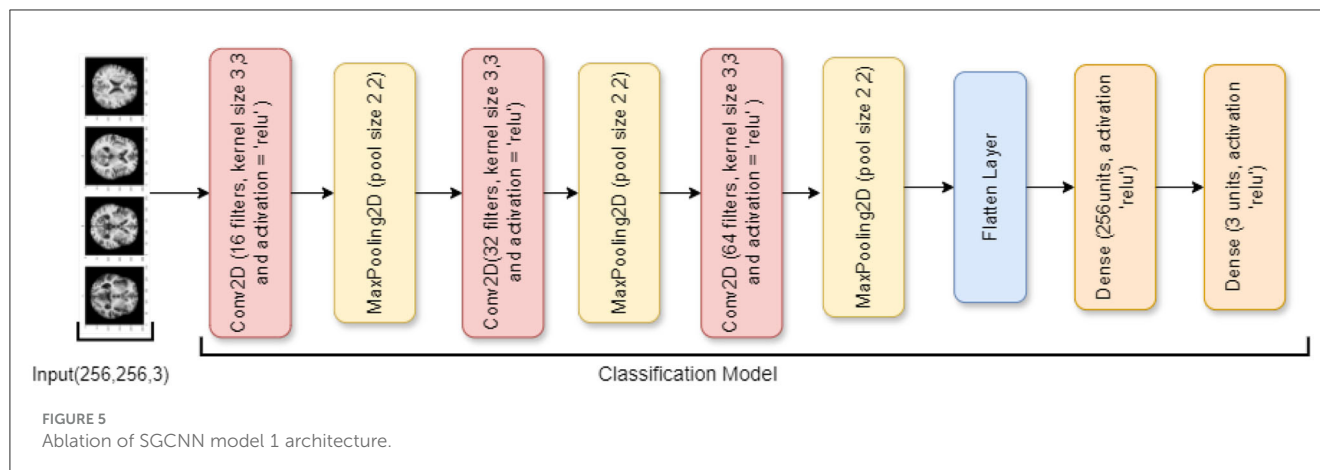 Conv2D (16 filters, kernel size 3,3
and activation = 'relu' )
MaxPooling2D (pool size 2,2)
Conv2D(32 filters, kernel size 3,3
and activation = 'relu' )
MaxPooling2D (pool size 2,2)
Conv2D (64 filters, kernel size 3,3
and activation = 'relu' )
MaxPooling2D (pool size 2,2)
Flatten Layer
Dense (256units, activation
'relu')
Dense (3 units, activation
'relu')
Input(256,256,3)
Classification Model
FIGURE 5
Ablation of SGCNN model 1 architecture.